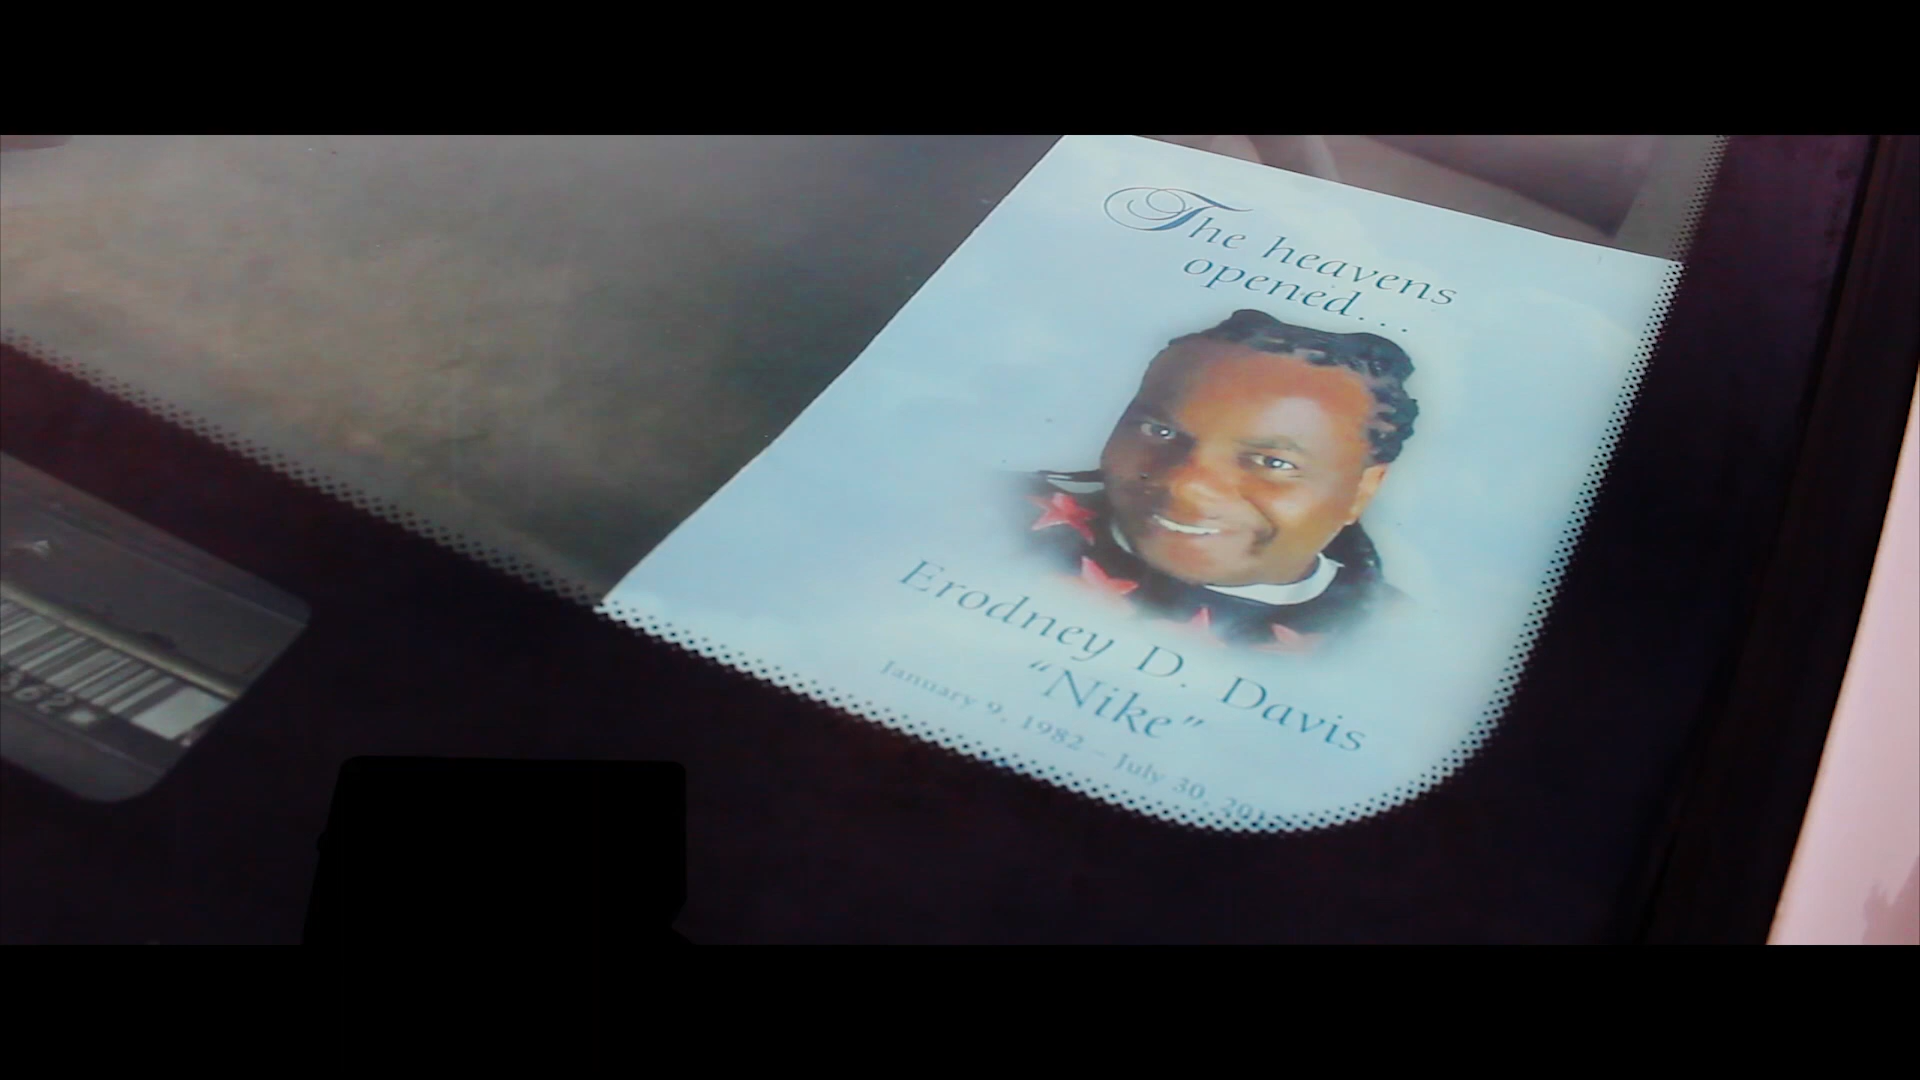 The heavens
opened...
Erodney D. Davis
"Nike"
January 9, 1982 – July 30,